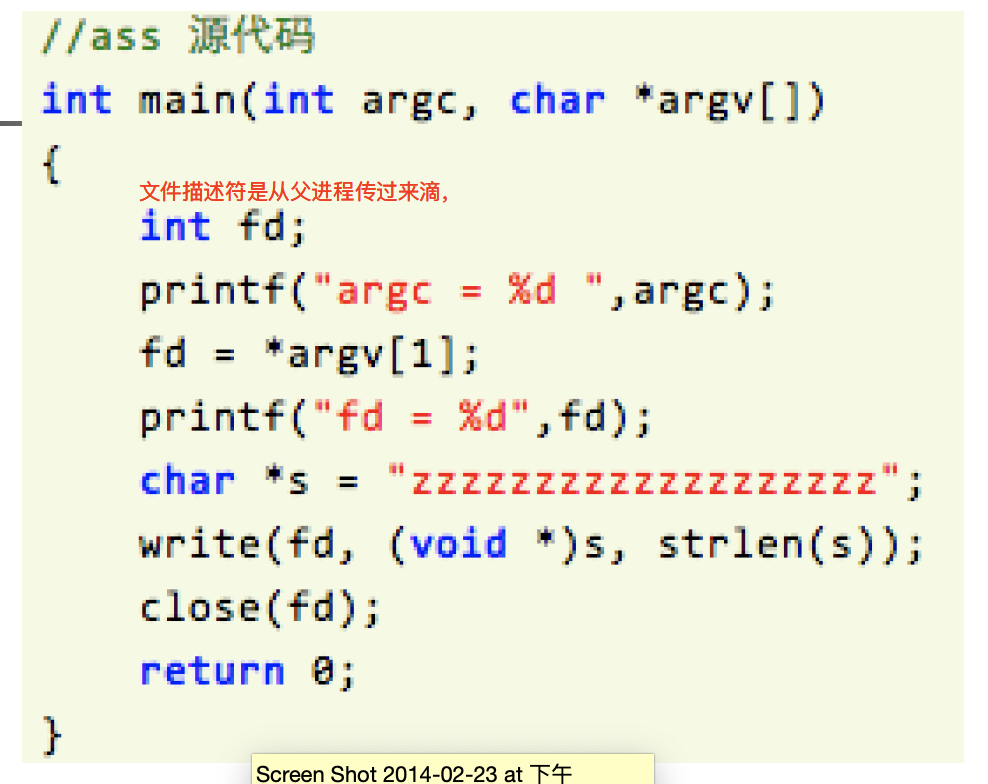 //ass 源代码
int main(int argc, char *argv[])
{
文件描述符是从父进程传过来滴,
int fd;
printf("argc = %d ",argc);
fd = *argv[1];
printf("fd = %d",fd);
char *s = "zzzzzzzzzzzzzzzzzzz";
write(fd, (void *)s, strlen(s));
close(fd);
return 0;
}
Screen Shot 2014-02-23 at 下午